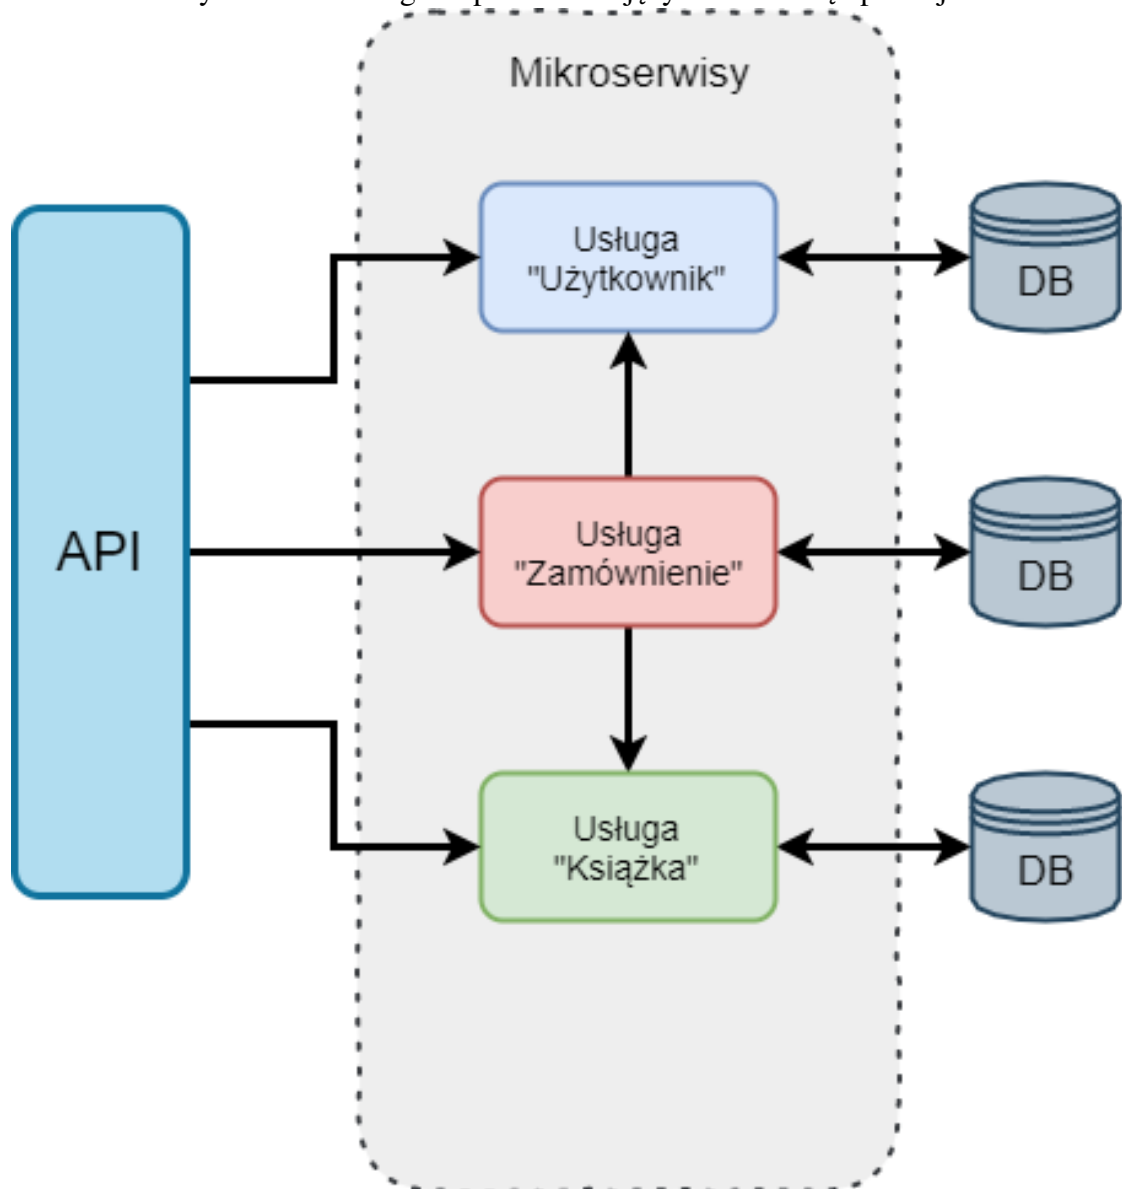 Mikroserwisy
Usługa
"Użytkownik"
DB
API
Usługa
"Zamównienie"
DB
Usługa
"Książka"
DB